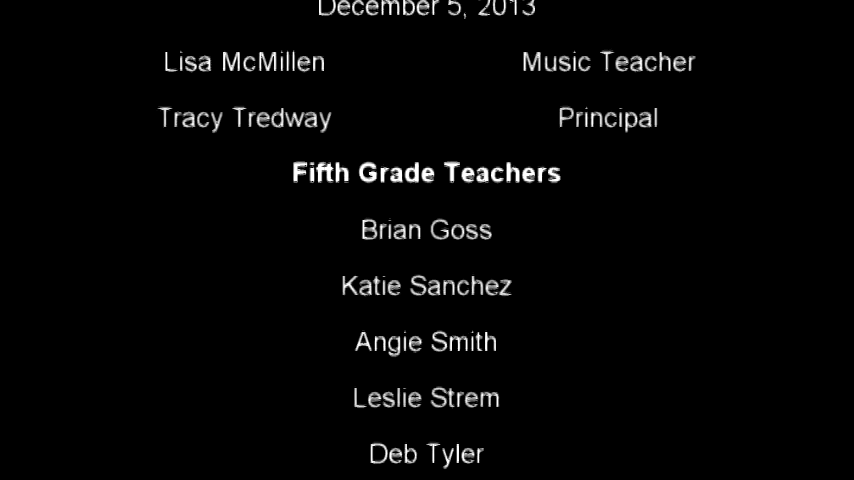 December 5, 2013
Lisa McMillen Music Teacher
Tracy Tredway Principal
Fifth Grade Teachers
Brian Goss
Katie Sanchez
Angie Smith
Leslie Strem
Deb Tyler